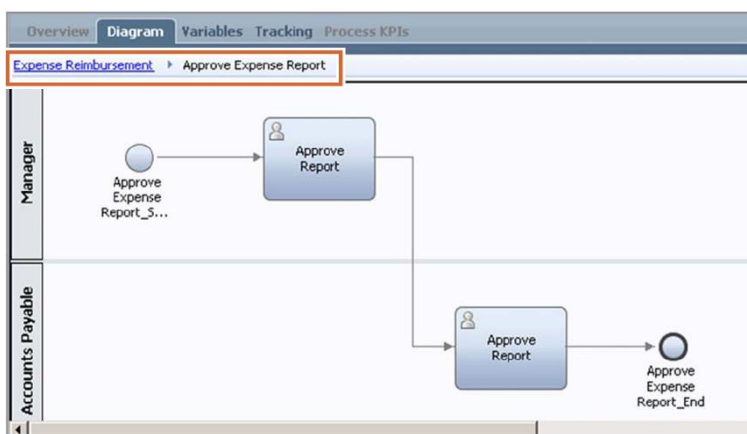 Overview Diagram Variables Tracking Process KPIs
Expense Reimbursement Approve Expense Report
Manager
Approve
Expense
Report_S...
Approve
Report
Accounts Payable
Approve
Report
Approve
Expense
Report_End